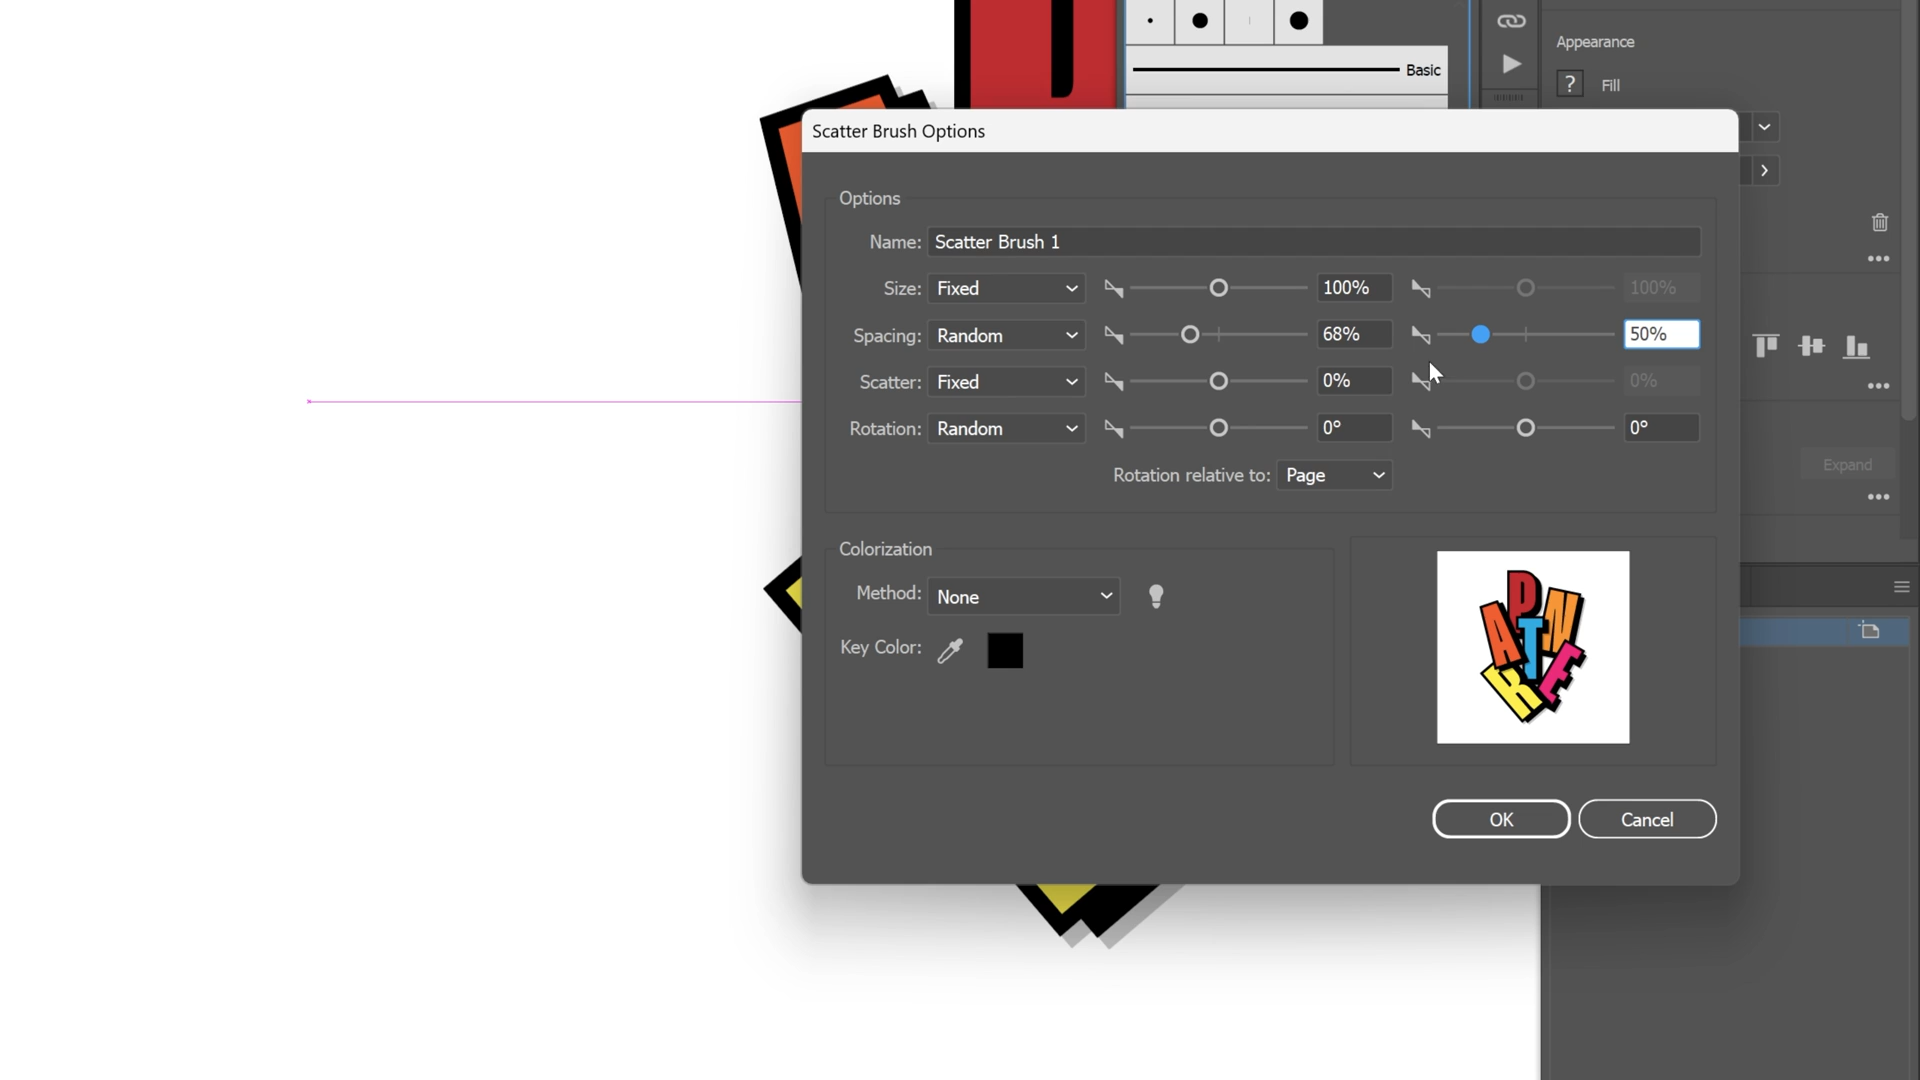 Basic
Appearance
? Fill
Scatter Brush Options
Options
Name: Scatter Brush 1
Size: Fixed 100% 100%
Spacing: Random 68% 50%
Scatter: Fixed 0% 0%
Rotation: Random 0° 0°
Rotation relative to: Page
Expand
Colorization
Method: None
Key Color:
P
A T N
K E
OK Cancel